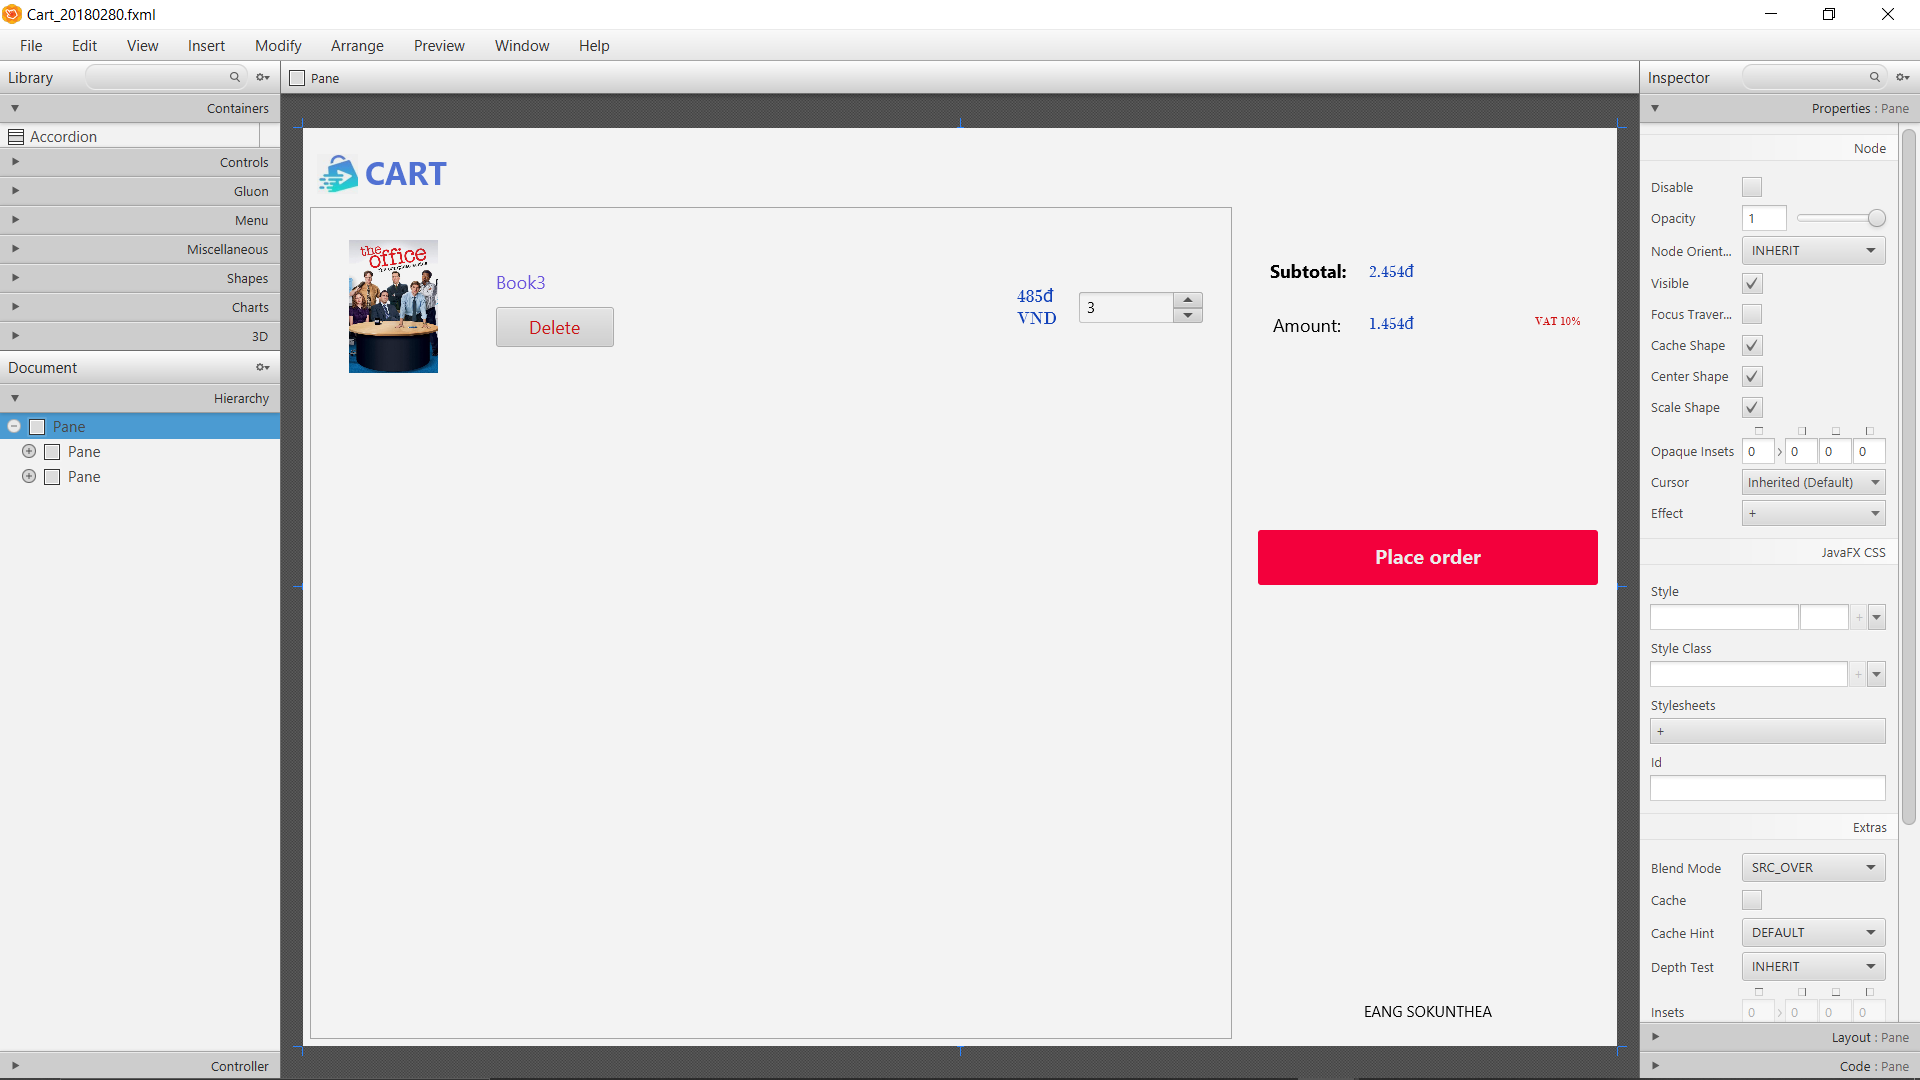 Cart_20180280.fxml
File Edit View Insert Modify Arrange Preview Window Help
Library
Containers
Accordion
Controls
Gluon
Menu
Miscellaneous
Shapes
Charts
3D
Document
Hierarchy
Pane
Pane
Pane
Controller
Pane
CART
the office
Book3
Delete
485đ
VND
3
Subtotal: 2.454đ
Amount: 1.454đ VAT 10%
Place order
EANG SOKUNTHEA
Inspector
Properties : Pane
Node
Disable
Opacity 1
Node Orient... INHERIT
Visible
Focus Traver...
Cache Shape
Center Shape
Scale Shape
Opaque Insets 0 0 0 0
Cursor Inherited (Default)
Effect +
JavaFX CSS
Style
+
Style Class
+
Stylesheets
+
Id
Extras
Blend Mode SRC_OVER
Cache
Cache Hint DEFAULT
Depth Test INHERIT
Insets 0 0 0 0
Layout : Pane
Code : Pane